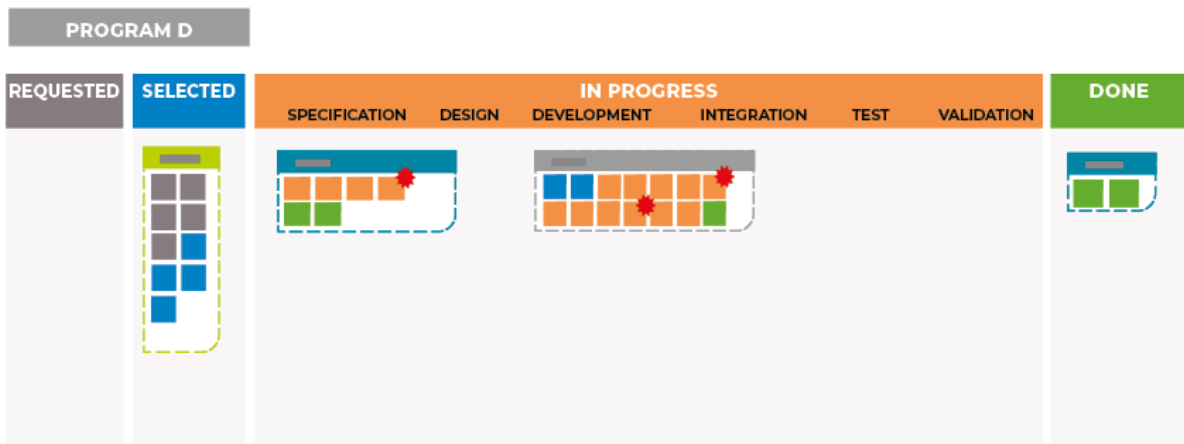 PROGRAM D
REQUESTED
SELECTED
IN PROGRESS
SPECIFICATION DESIGN DEVELOPMENT INTEGRATION TEST VALIDATION
DONE